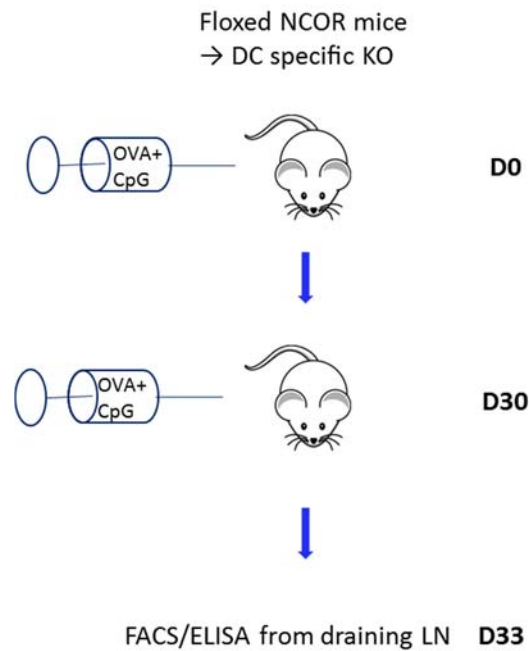 Floxed NCOR mice
→ DC specific KO
OVA+
CpG
D0
OVA+
CpG
D30
FACS/ELISA from draining LN D33